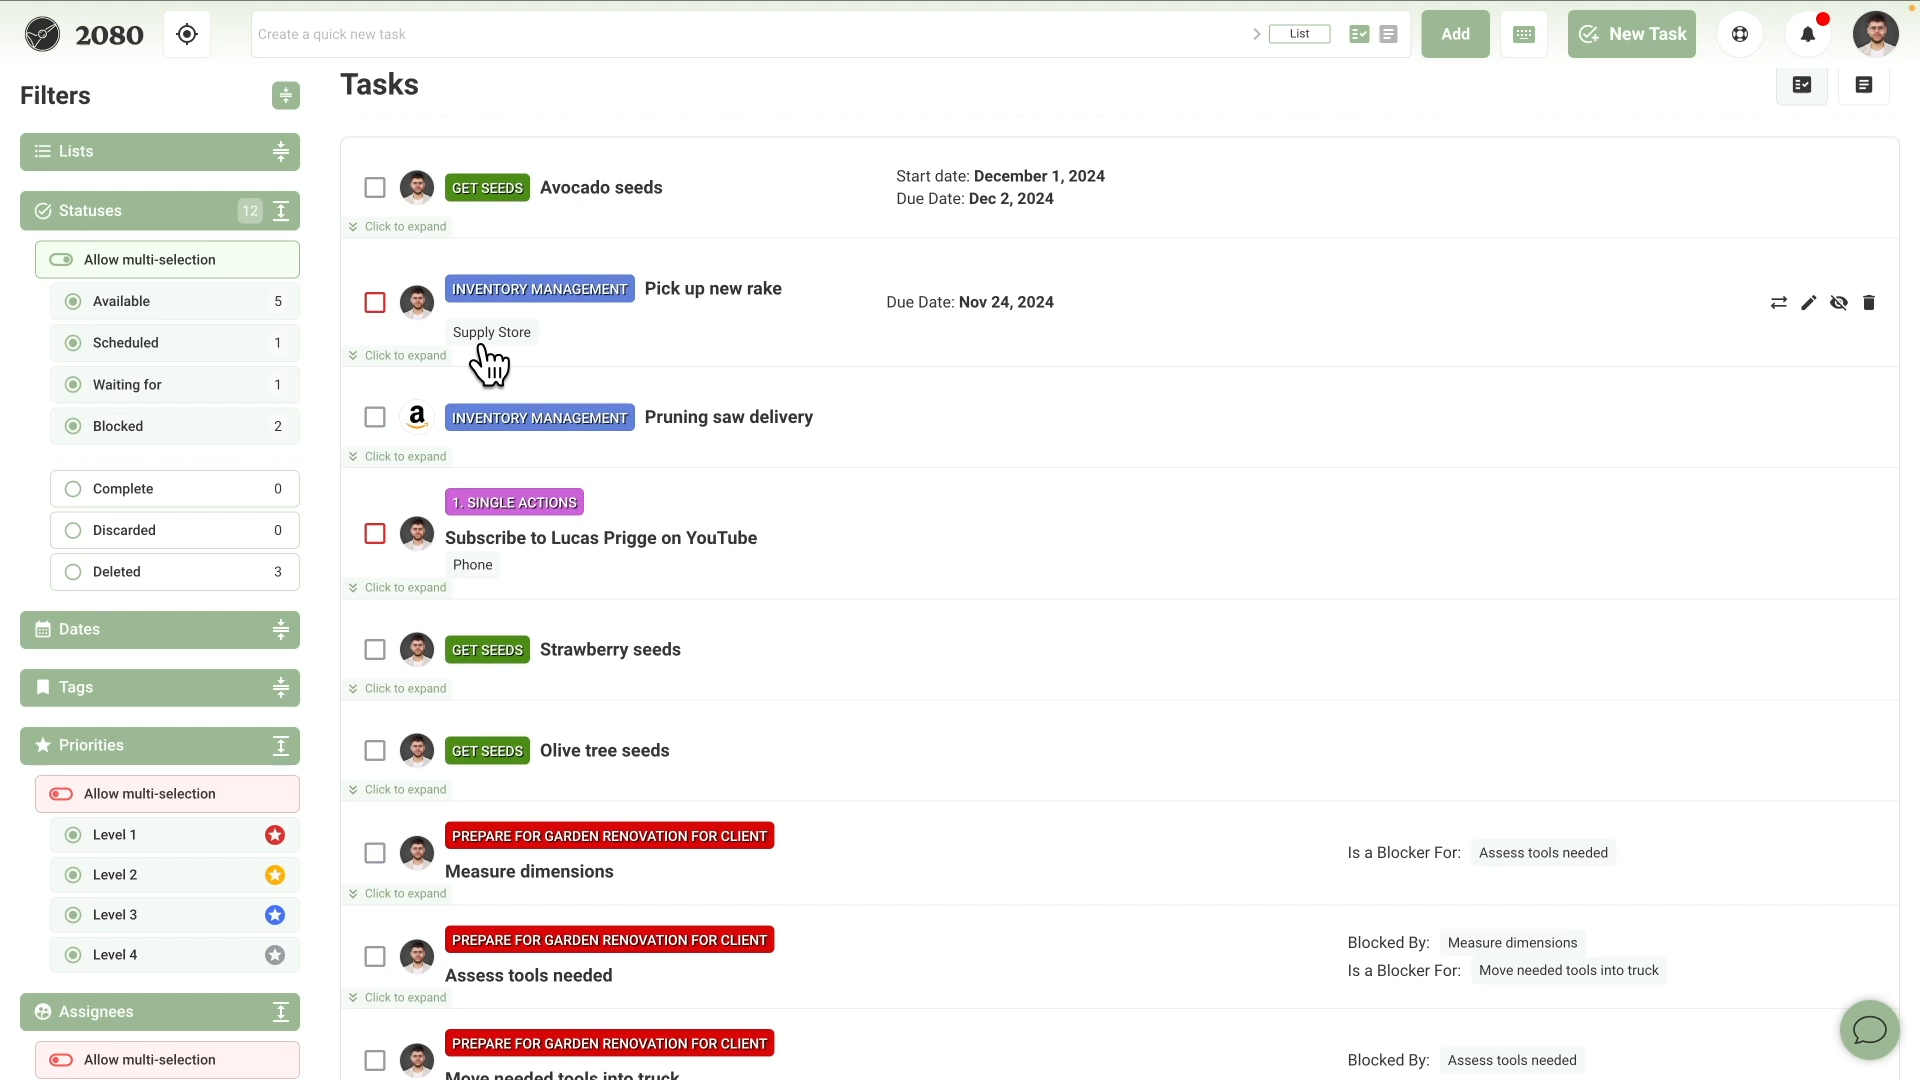 2080
Create a quick new task
List
Add
New Task
Filters
Lists
Statuses
12
Allow multi-selection
Available
5
Scheduled
1
Waiting for
1
Blocked
2
Complete
0
Discarded
0
Deleted
3
Dates
Tags
Priorities
Allow multi-selection
Level 1
Level 2
Level 3
Level 4
Assignees
Allow multi-selection
Tasks
GET SEEDS
Avocado seeds
Start date: December 1, 2024
Due Date: Dec 2, 2024
Click to expand
INVENTORY MANAGEMENT
Pick up new rake
Supply Store
Due Date: Nov 24, 2024
Click to expand
a
INVENTORY MANAGEMENT
Pruning saw delivery
Click to expand
1. SINGLE ACTIONS
Subscribe to Lucas Prigge on YouTube
Phone
Click to expand
GET SEEDS
Strawberry seeds
Click to expand
GET SEEDS
Olive tree seeds
Click to expand
PREPARE FOR GARDEN RENOVATION FOR CLIENT
Measure dimensions
Is a Blocker For: Assess tools needed
Click to expand
PREPARE FOR GARDEN RENOVATION FOR CLIENT
Assess tools needed
Blocked By: Measure dimensions
Is a Blocker For: Move needed tools into truck
Click to expand
PREPARE FOR GARDEN RENOVATION FOR CLIENT
Move needed tools into truck
Blocked By: Assess tools needed